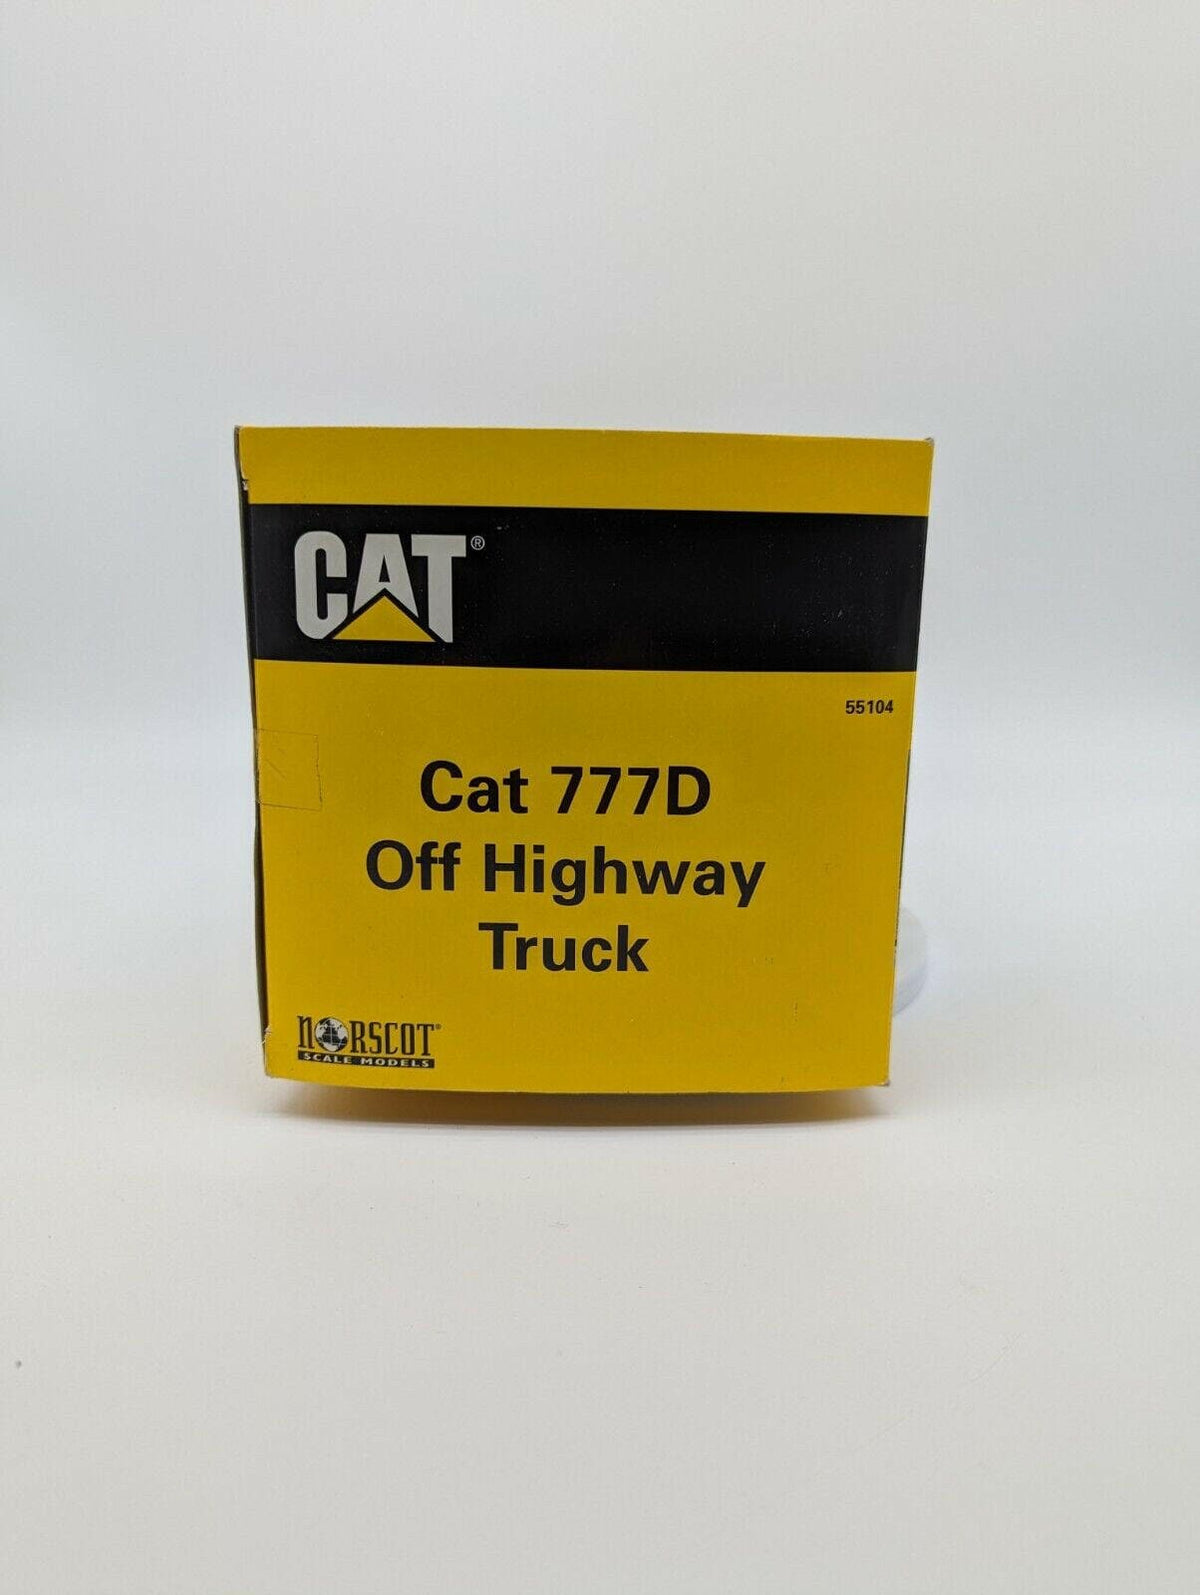 CAT®
55104
Cat 777D
Off Highway
Truck
NORSCOT®
SCALE MODELS